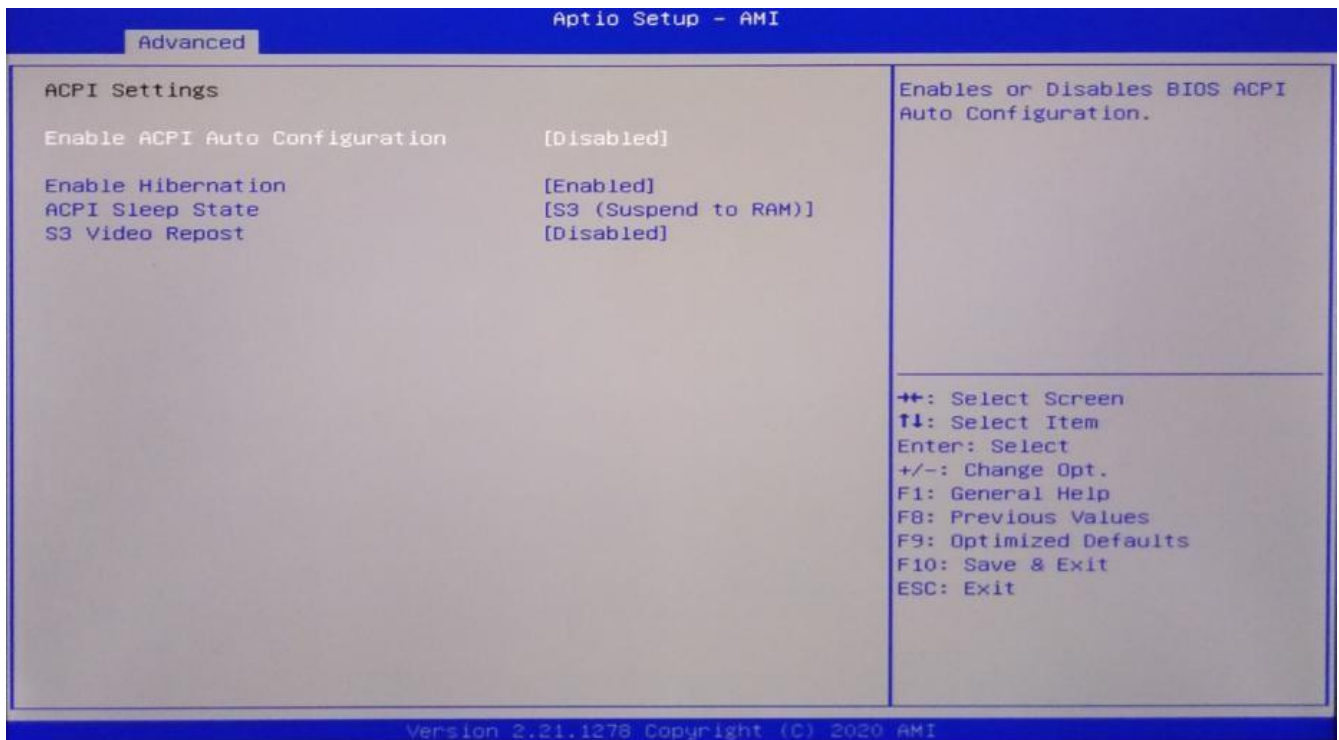 Aptio Setup - AMI
Advanced
ACPI Settings
Enable ACPI Auto Configuration [Disabled]
Enable Hibernation [Enabled]
ACPI Sleep State [S3 (Suspend to RAM)]
S3 Video Repost [Disabled]
Enables or Disables BIOS ACPI
Auto Configuration.
→←: Select Screen
↑↓: Select Item
Enter: Select
+/-: Change Opt.
F1: General Help
F8: Previous Values
F9: Optimized Defaults
F10: Save & Exit
ESC: Exit
Version 2.21.1278 Copyright (C) 2020 AMI